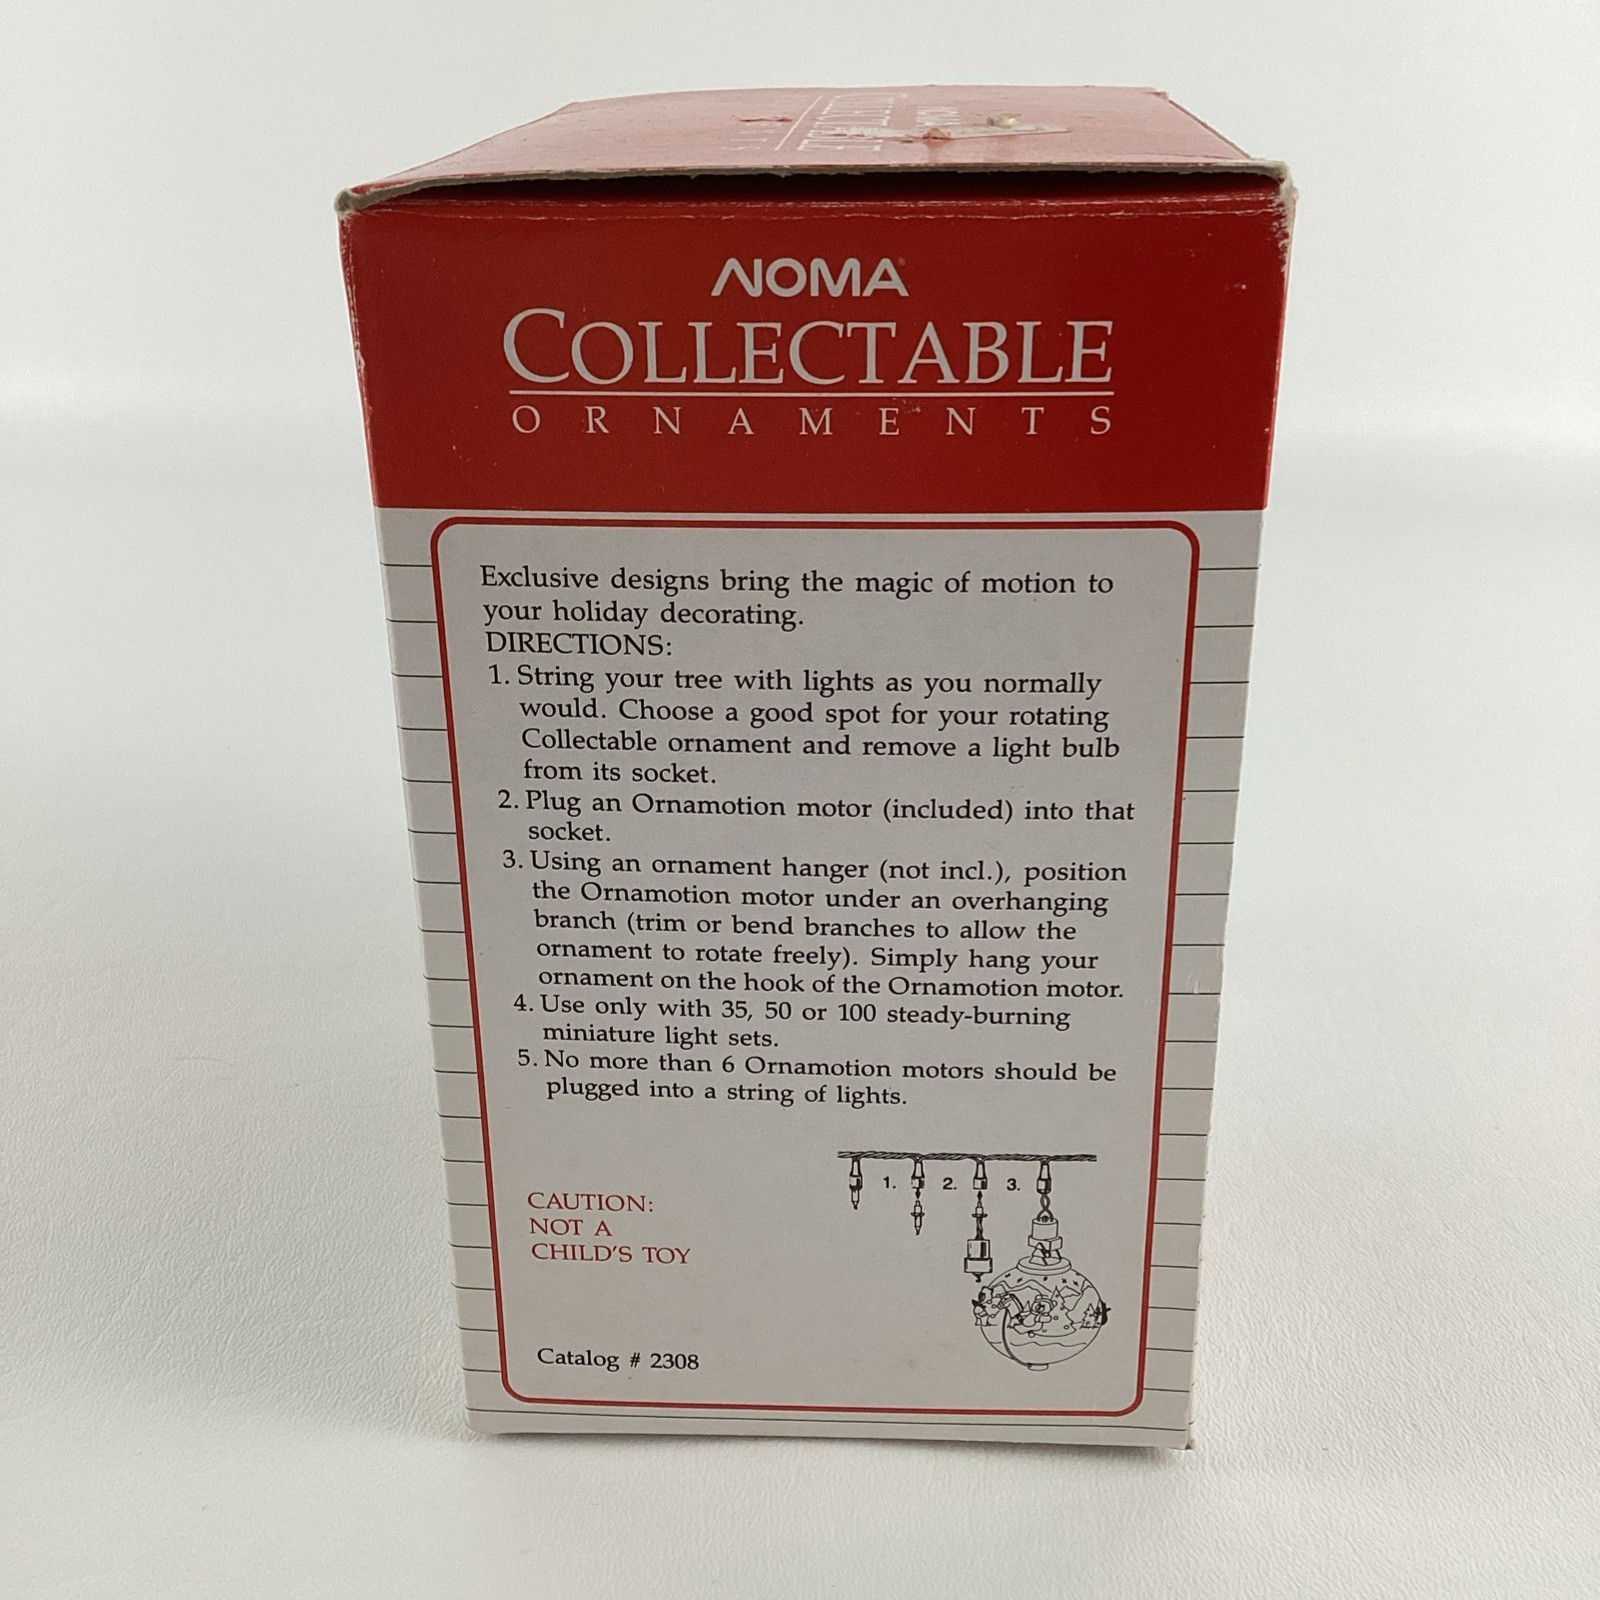 NOMA
COLLECTABLE
ORNAMENTS
NOMA®
COLLECTABLE
ORNAMENTS
Exclusive designs bring the magic of motion to
your holiday decorating.
DIRECTIONS:
1. String your tree with lights as you normally
would. Choose a good spot for your rotating
Collectable ornament and remove a light bulb
from its socket.
2. Plug an Ornamotion motor (included) into that
socket.
3. Using an ornament hanger (not incl.), position
the Ornamotion motor under an overhanging
branch (trim or bend branches to allow the
ornament to rotate freely). Simply hang your
ornament on the hook of the Ornamotion motor.
4. Use only with 35, 50 or 100 steady-burning
miniature light sets.
5. No more than 6 Ornamotion motors should be
plugged into a string of lights.
1. 2. 3.
CAUTION:
NOT A
CHILD'S TOY
Catalog # 2308